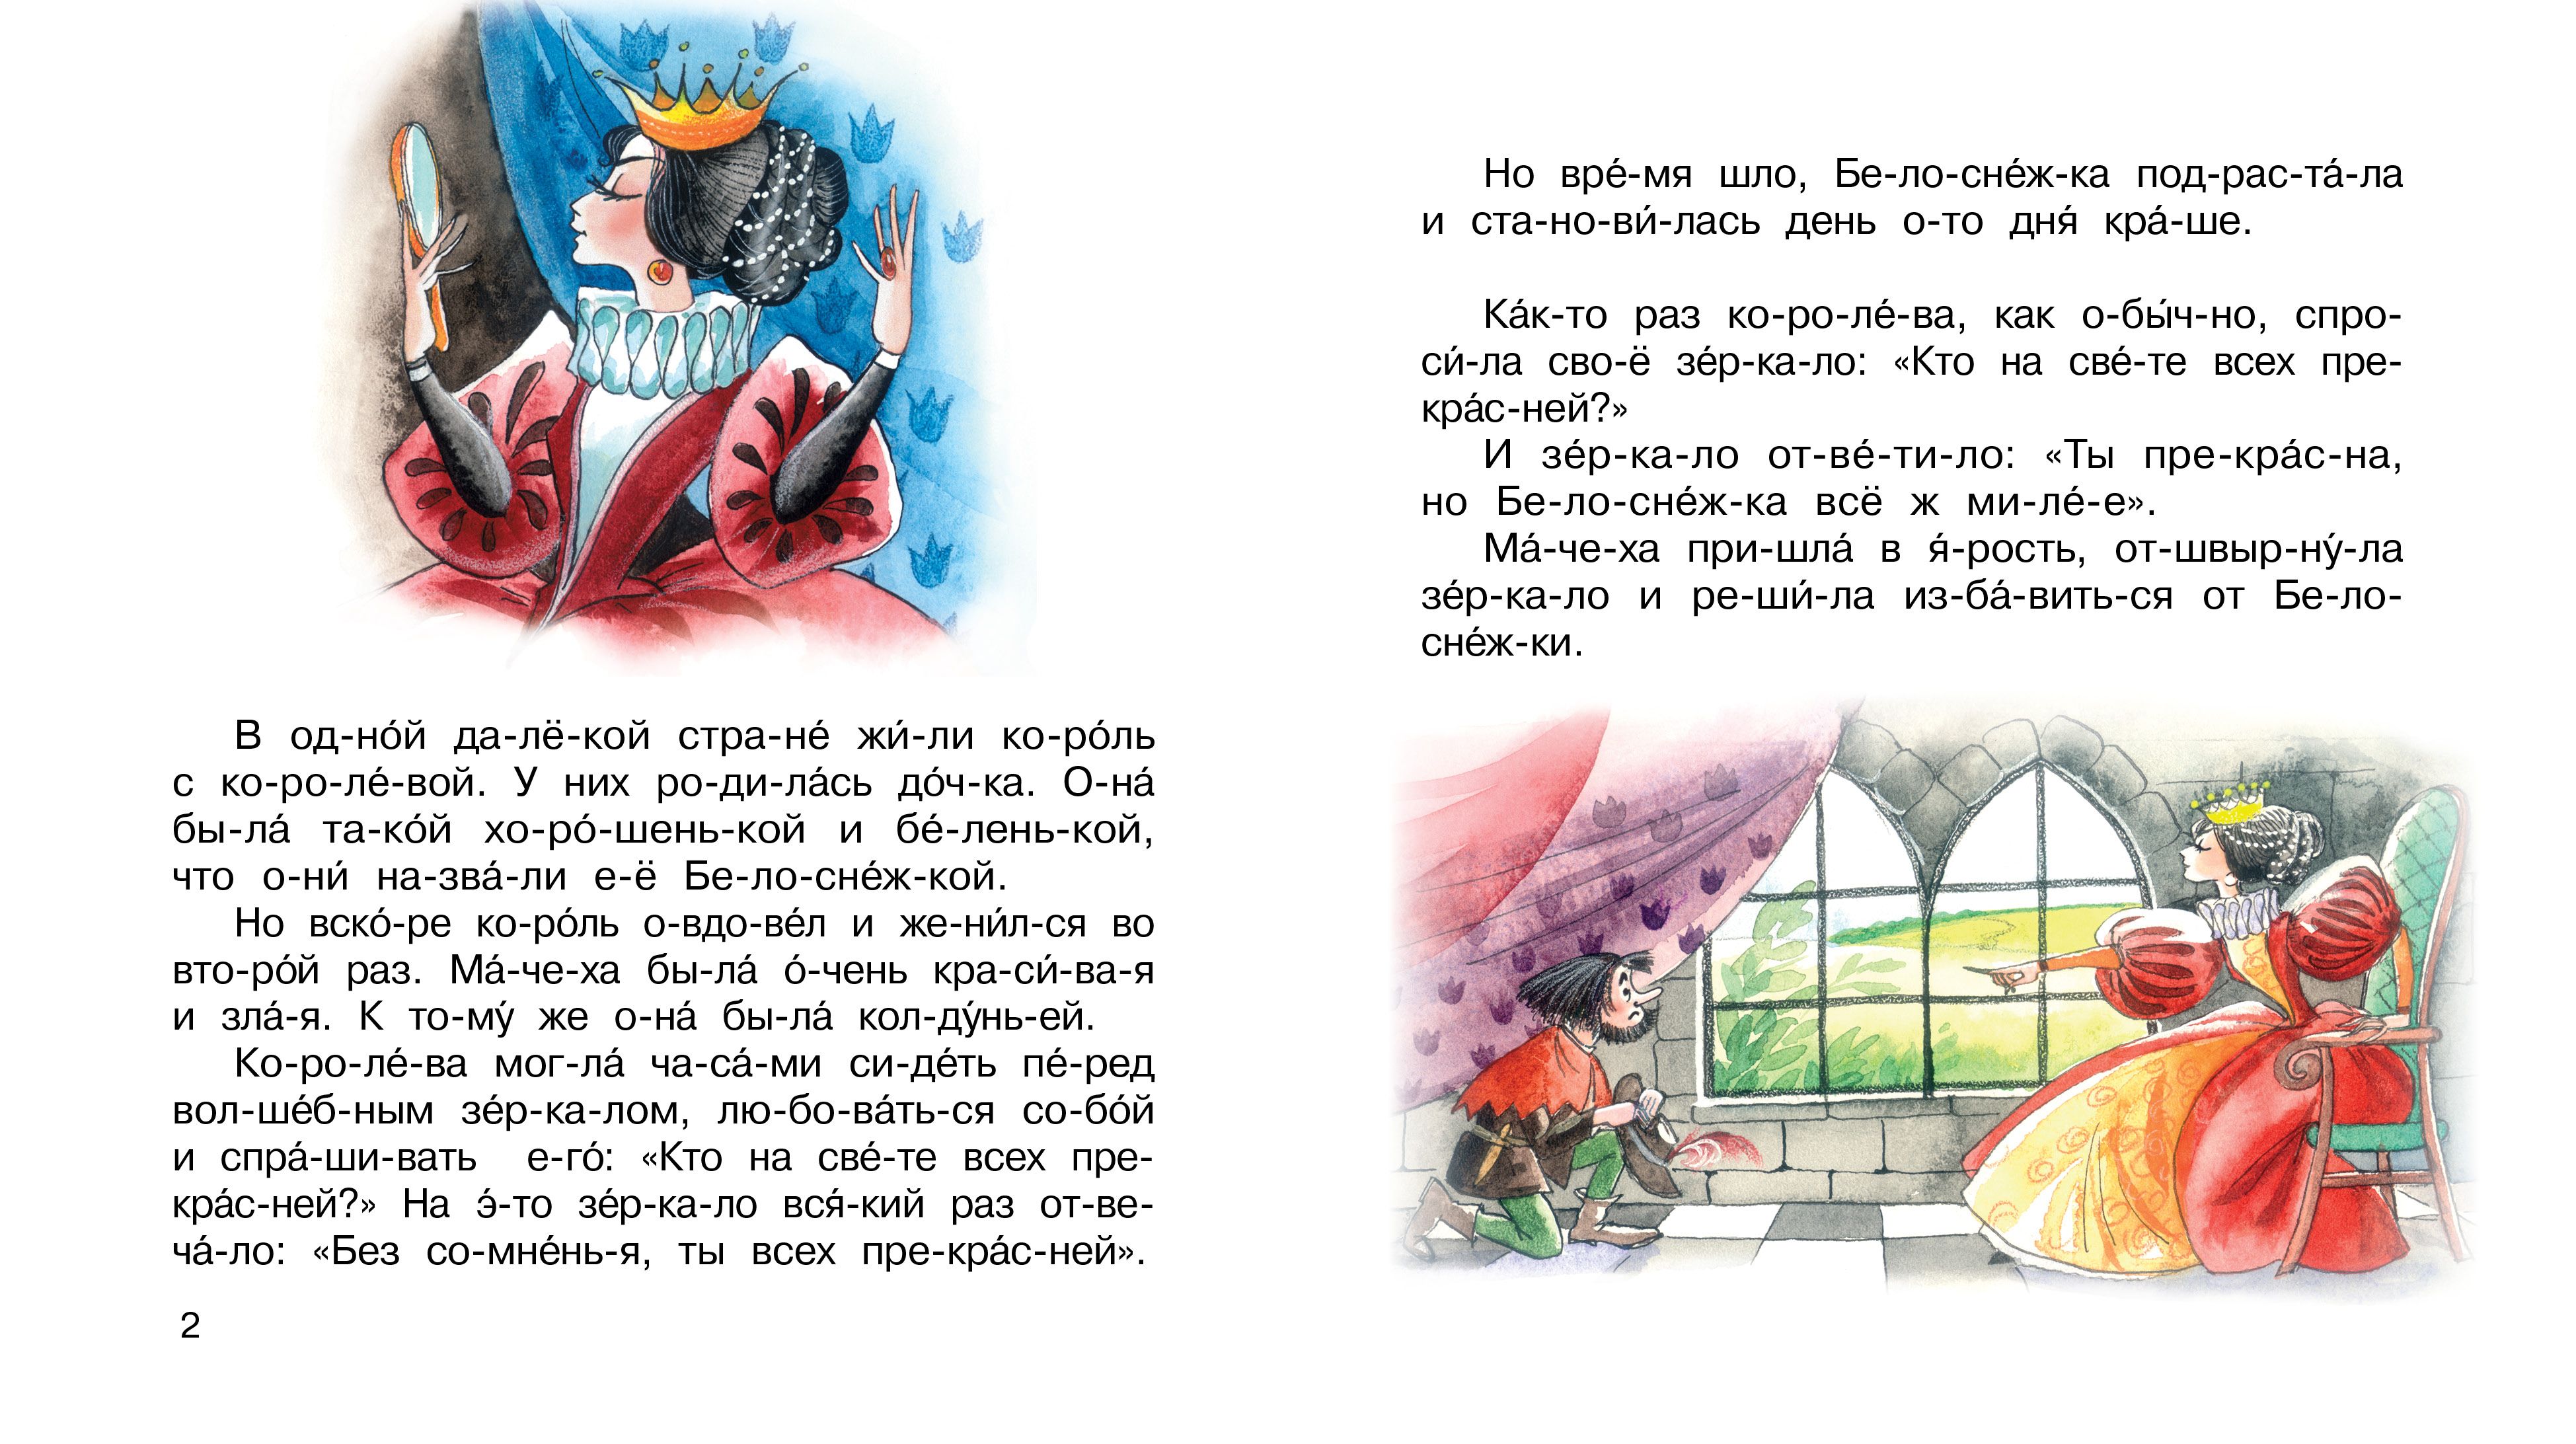 В од-но́й да-лё-кой стра-не́ жи́-ли ко-ро́ль
с ко-ро-ле́-вой. У них ро-ди-ла́сь до́ч-ка. О-на́
бы-ла́ та-ко́й хо-ро́-шень-кой и бе́-лень-кой,
что о-ни́ на-зва́-ли е-ё Бе-ло-сне́ж-кой.
Но вско́-ре ко-ро́ль о-вдо-ве́л и же-ни́л-ся во
вто-ро́й раз. Ма́-че-ха бы-ла́ о́-чень кра-си́-ва-я
и зла́-я. К то-му́ же о-на́ бы-ла́ кол-ду́нь-ей.
Ко-ро-ле́-ва мог-ла́ ча-са́-ми си-де́ть пе́-ред
вол-ше́б-ным зе́р-ка-лом, лю-бо-ва́ть-ся со-бо́й
и спра́-ши-вать е-го́: «Кто на све́-те всех пре-
кра́с-ней?» На э́-то зе́р-ка-ло вся́-кий раз от-ве-
ча́-ло: «Без со-мне́нь-я, ты всех пре-кра́с-ней».
2
Но вре́-мя шло, Бе-ло-сне́ж-ка под-рас-та́-ла
и ста-но-ви́-лась день о-то дня́ кра́-ше.
Ка́к-то раз ко-ро-ле́-ва, как о-бы́ч-но, спро-
си́-ла сво-ё зе́р-ка-ло: «Кто на све́-те всех пре-
кра́с-ней?»
И зе́р-ка-ло от-ве́-ти-ло: «Ты пре-кра́с-на,
но Бе-ло-сне́ж-ка всё ж ми-ле́-е».
Ма́-че-ха при-шла́ в я́-рость, от-швыр-ну́-ла
зе́р-ка-ло и ре-ши́-ла из-ба́-вить-ся от Бе-ло-
сне́ж-ки.